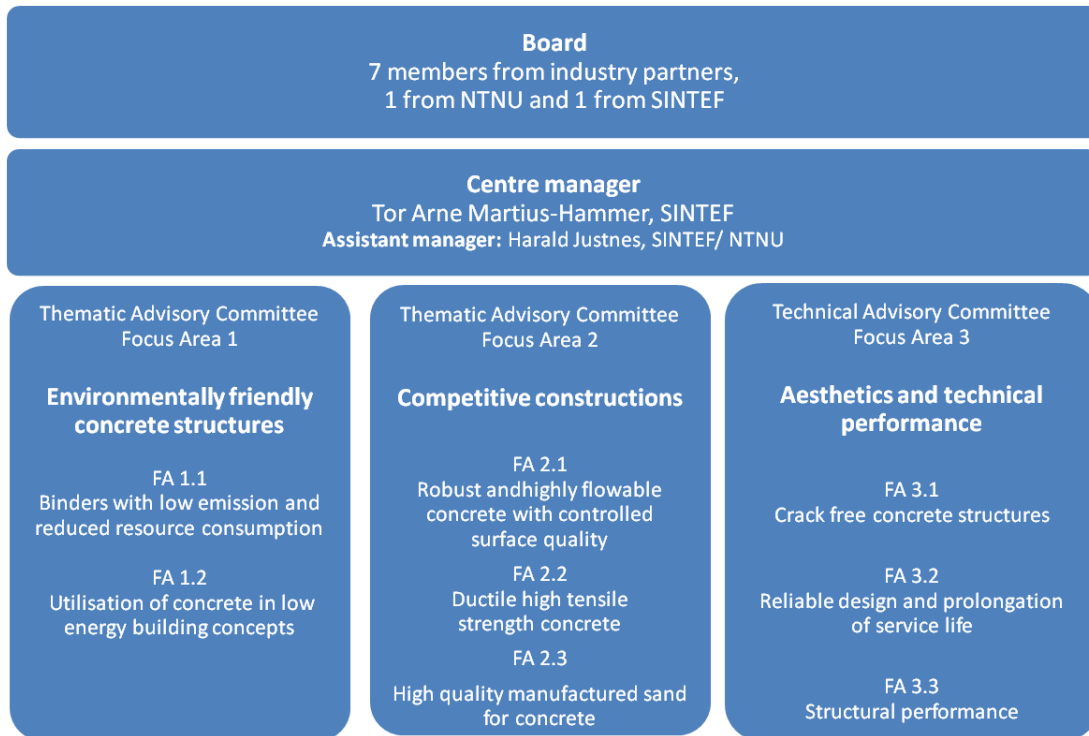 Board
7 members from industry partners,
1 from NTNU and 1 from SINTEF
Centre manager
Tor Arne Martius-Hammer, SINTEF
Assistant manager: Harald Justnes, SINTEF/ NTNU
Thematic Advisory Committee
Focus Area 1
Environmentally friendly
concrete structures
FA 1.1
Binders with low emission and
reduced resource consumption
FA 1.2
Utilisation of concrete in low
energy building concepts
Thematic Advisory Committee
Focus Area 2
Competitive constructions
FA 2.1
Robust andhighly flowable
concrete with controlled
surface quality
FA 2.2
Ductile high tensile
strength concrete
FA 2.3
High quality manufactured sand
for concrete
Technical Advisory Committee
Focus Area 3
Aesthetics and technical
performance
FA 3.1
Crack free concrete structures
FA 3.2
Reliable design and prolongation
of service life
FA 3.3
Structural performance